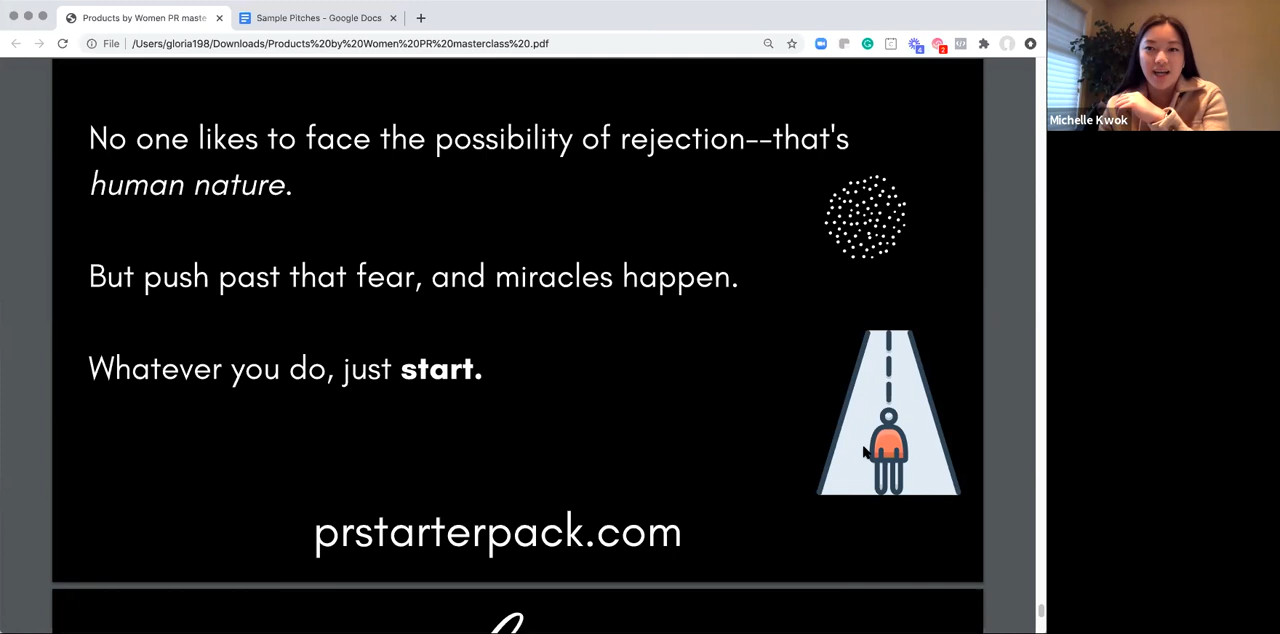 Products by Women PR maste
Sample Pitches - Google Docs
File
/Users/gloria198/Downloads/Products%20by%20Women%20PR%20masterclass%20.pdf
4
2
Michelle Kwok
No one likes to face the possibility of rejection--that's
human nature.
But push past that fear, and miracles happen.
Whatever you do, just start.
prstarterpack.com